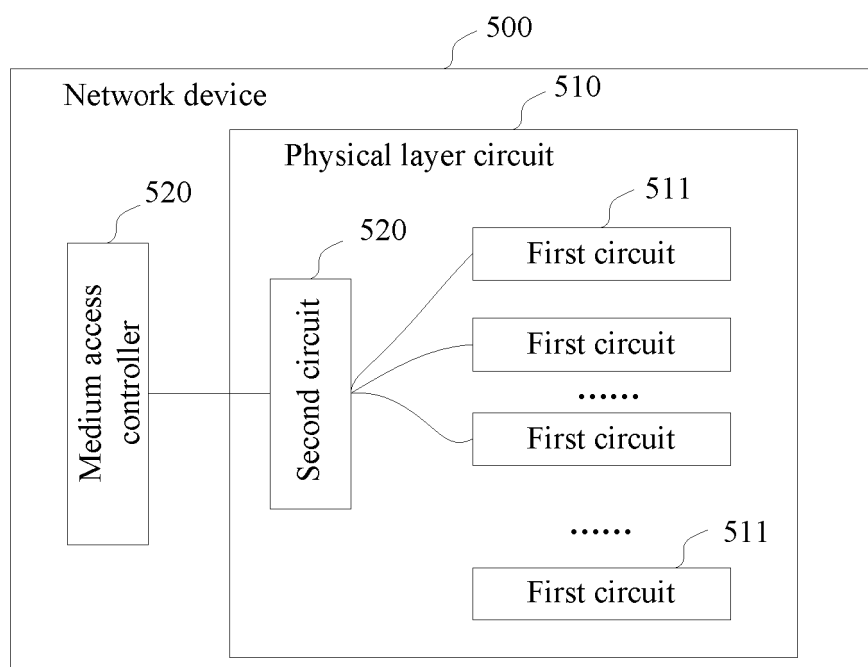 500
Network device
510
Physical layer circuit
520
Medium access
controller
520
Second circuit
511
First circuit
First circuit
......
First circuit
......
511
First circuit